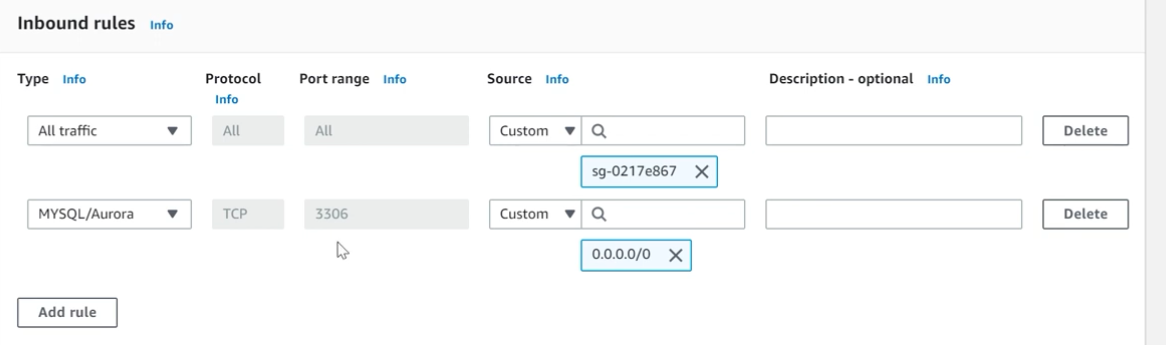 Inbound rules Info
Type Info Protocol Info Port range Info Source Info Description - optional Info
All traffic All All Custom Delete
sg-0217e867
MYSQL/Aurora TCP 3306 Custom Delete
0.0.0.0/0
Add rule